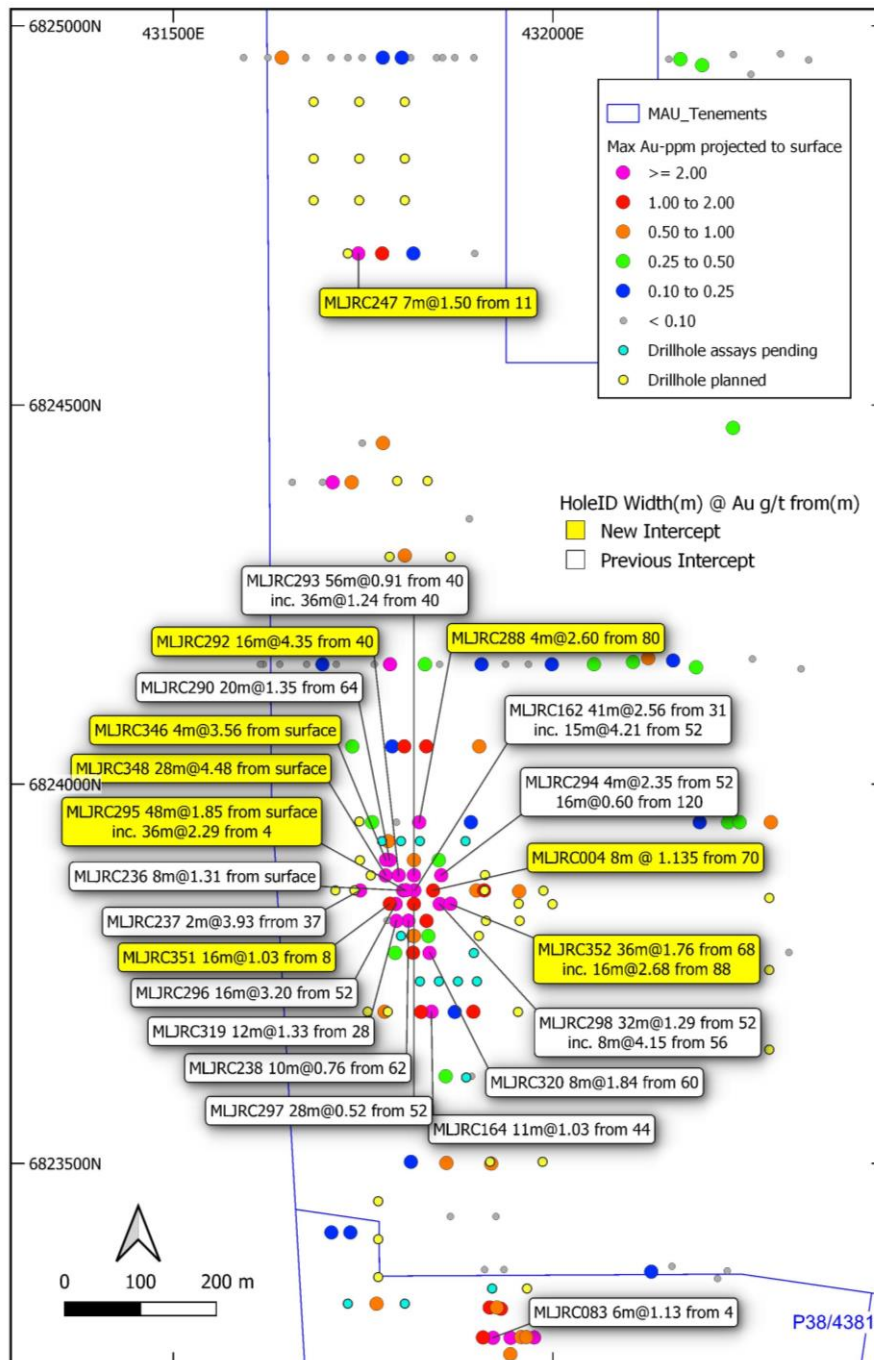 6825000N
431500E
432000E
MAU_Tenements
Max Au-ppm projected to surface
>= 2.00
1.00 to 2.00
0.50 to 1.00
0.25 to 0.50
0.10 to 0.25
< 0.10
Drillhole assays pending
Drillhole planned
MLJRC247 7m@1.50 from 11
6824500N
HoleID Width(m) @ Au g/t from(m)
New Intercept
Previous Intercept
MLJRC293 56m@0.91 from 40
inc. 36m@1.24 from 40
MLJRC292 16m@4.35 from 40
MLJRC288 4m@2.60 from 80
MLJRC290 20m@1.35 from 64
MLJRC162 41m@2.56 from 31
inc. 15m@4.21 from 52
MLJRC346 4m@3.56 from surface
MLJRC348 28m@4.48 from surface
6824000N
MLJRC294 4m@2.35 from 52
16m@0.60 from 120
MLJRC295 48m@1.85 from surface
inc. 36m@2.29 from 4
MLJRC004 8m @ 1.135 from 70
MLJRC236 8m@1.31 from surface
MLJRC237 2m@3.93 frrom 37
MLJRC351 16m@1.03 from 8
MLJRC352 36m@1.76 from 68
inc. 16m@2.68 from 88
MLJRC296 16m@3.20 from 52
MLJRC319 12m@1.33 from 28
MLJRC298 32m@1.29 from 52
inc. 8m@4.15 from 56
MLJRC238 10m@0.76 from 62
MLJRC320 8m@1.84 from 60
MLJRC297 28m@0.52 from 52
MLJRC164 11m@1.03 from 44
6823500N
0 100 200 m
MLJRC083 6m@1.13 from 4
P38/4381